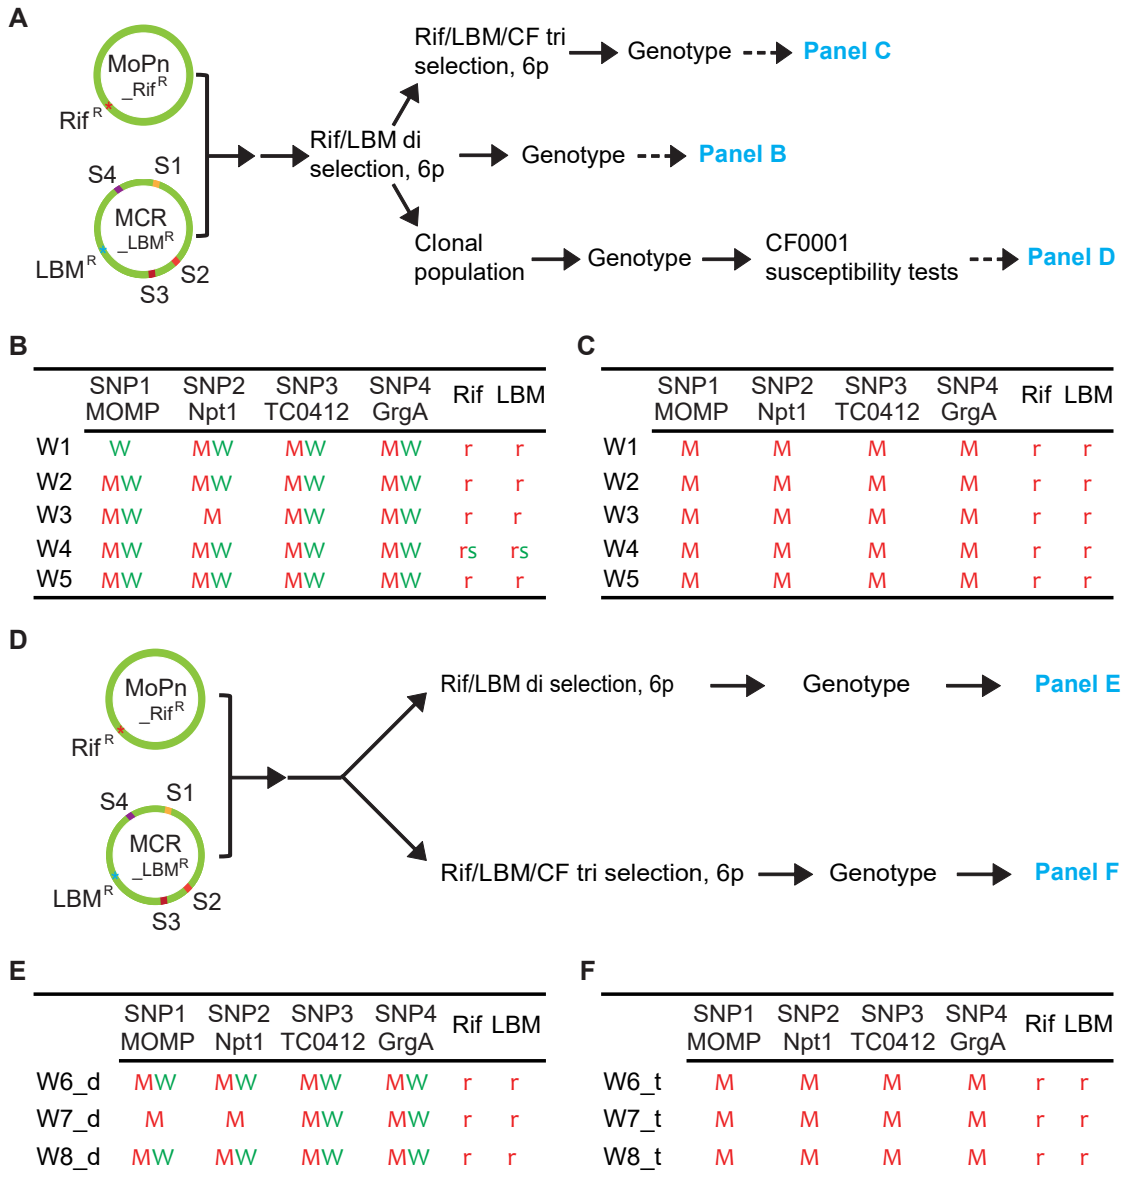 A
MoPn
_Rif R
Rif R
S4
S1
MCR
_LBM R
LBM R
S2
S3
Rif/LBM di
selection, 6p
Rif/LBM/CF tri
selection, 6p
Genotype
Panel C
Genotype
Panel B
Clonal
population
Genotype
CF0001
susceptibility tests
Panel D
B
SNP1 SNP2 SNP3 SNP4 Rif LBM
MOMP Npt1 TC0412 GrgA
W1 W MW MW MW r r
W2 MW MW MW MW r r
W3 MW M MW MW r r
W4 MW MW MW MW rs rs
W5 MW MW MW MW r r
C
SNP1 SNP2 SNP3 SNP4 Rif LBM
MOMP Npt1 TC0412 GrgA
W1 M M M M r r
W2 M M M M r r
W3 M M M M r r
W4 M M M M r r
W5 M M M M r r
D
MoPn
_Rif R
Rif R
S4
S1
MCR
_LBM R
LBM R
S2
S3
Rif/LBM di selection, 6p
Genotype
Panel E
Rif/LBM/CF tri selection, 6p
Genotype
Panel F
E
SNP1 SNP2 SNP3 SNP4 Rif LBM
MOMP Npt1 TC0412 GrgA
W6_d MW MW MW MW r r
W7_d M M MW MW r r
W8_d MW MW MW MW r r
F
SNP1 SNP2 SNP3 SNP4 Rif LBM
MOMP Npt1 TC0412 GrgA
W6_t M M M M r r
W7_t M M M M r r
W8_t M M M M r r